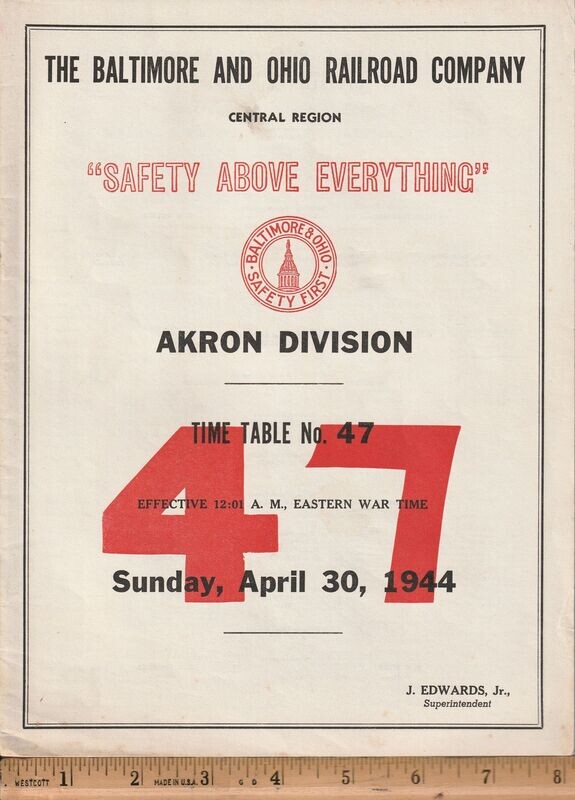 THE BALTIMORE AND OHIO RAILROAD COMPANY
CENTRAL REGION
"SAFETY ABOVE EVERYTHING"
BALTIMORE & OHIO
SAFETY FIRST
AKRON DIVISION
TIME TABLE No. 47
47
EFFECTIVE 12:01 A. M., EASTERN WAR TIME
Sunday, April 30, 1944
J. EDWARDS, Jr.,
Superintendent
1 2 3 4 5 6 7 8
WESTCOTT MADE IN U.S.A. G D